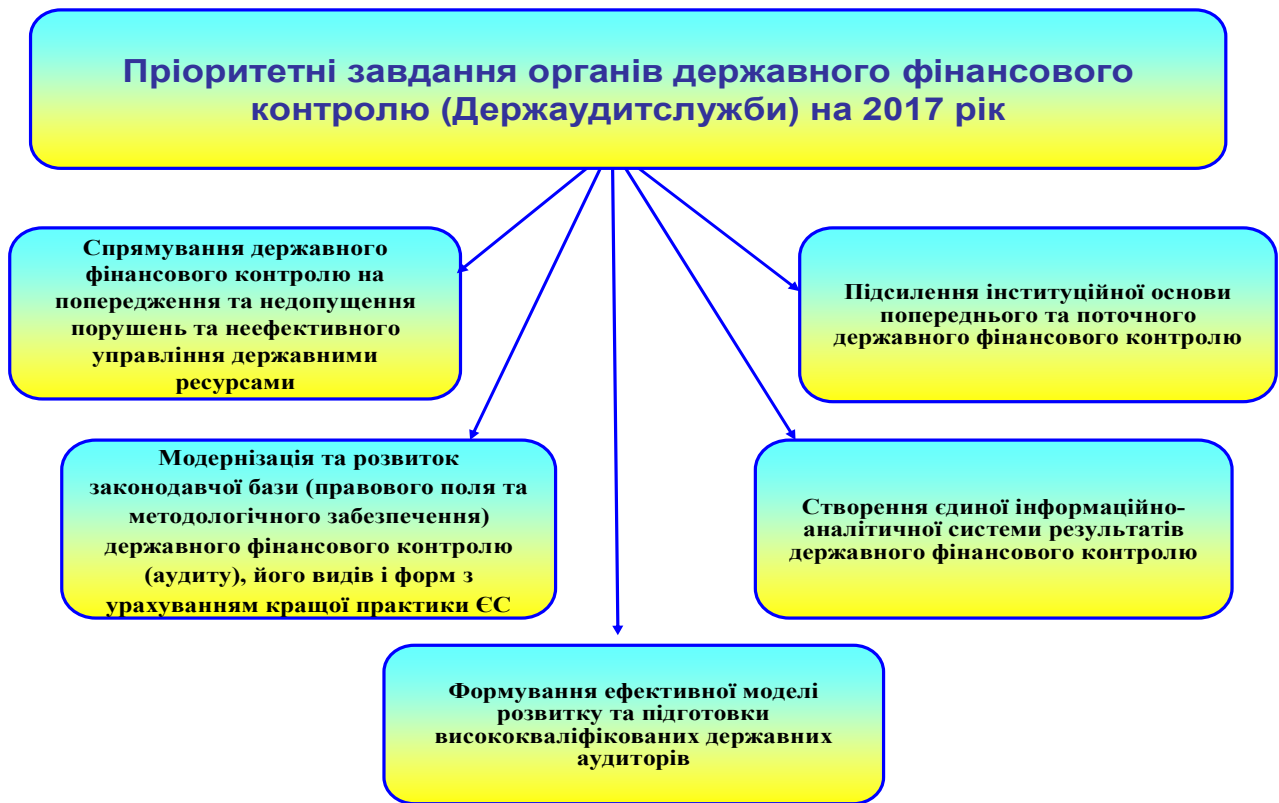 Пріоритетні завдання органів державного фінансового
контролю (Держаудитслужби) на 2017 рік
Спрямування державного
фінансового контролю на
попередження та недопущення
порушень та неефективного
управління державними
ресурсами
Підсилення інституційної основи
попереднього та поточного
державного фінансового контролю
Модернізація та розвиток
законодавчої бази (правового поля та
методологічного забезпечення)
державного фінансового контролю
(аудиту), його видів і форм з
урахуванням кращої практики ЄС
Створення єдиної інформаційно-
аналітичної системи результатів
державного фінансового контролю
Формування ефективної моделі
розвитку та підготовки
висококваліфікованих державних
аудиторів